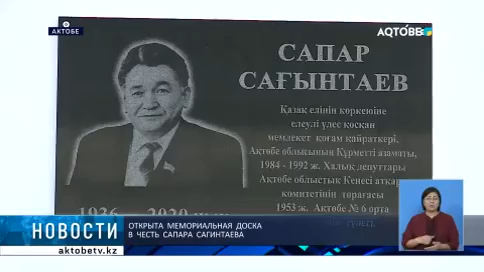 АКТОБЕ
AQTÓBE
САПАР
САҒЫНТАЕВ
Қазақ елінің көркеюіне
елеулі үлес қосқан
мемлекет қоғам қайраткері,
Ақтөбе облысының Құрметті азаматы,
1984 - 1992 ж. Халық депутаттары
Ақтөбе облыстық Кеңесі атқару
комитетінің төрағасы
1953 ж. Ақтөбе № 6 орта
1936 2020
НОВОСТИ
ОТКРЫТА МЕМОРИАЛЬНАЯ ДОСКА
В ЧЕСТЬ САПАРА САГИНТАЕВА
aktobetv.kz